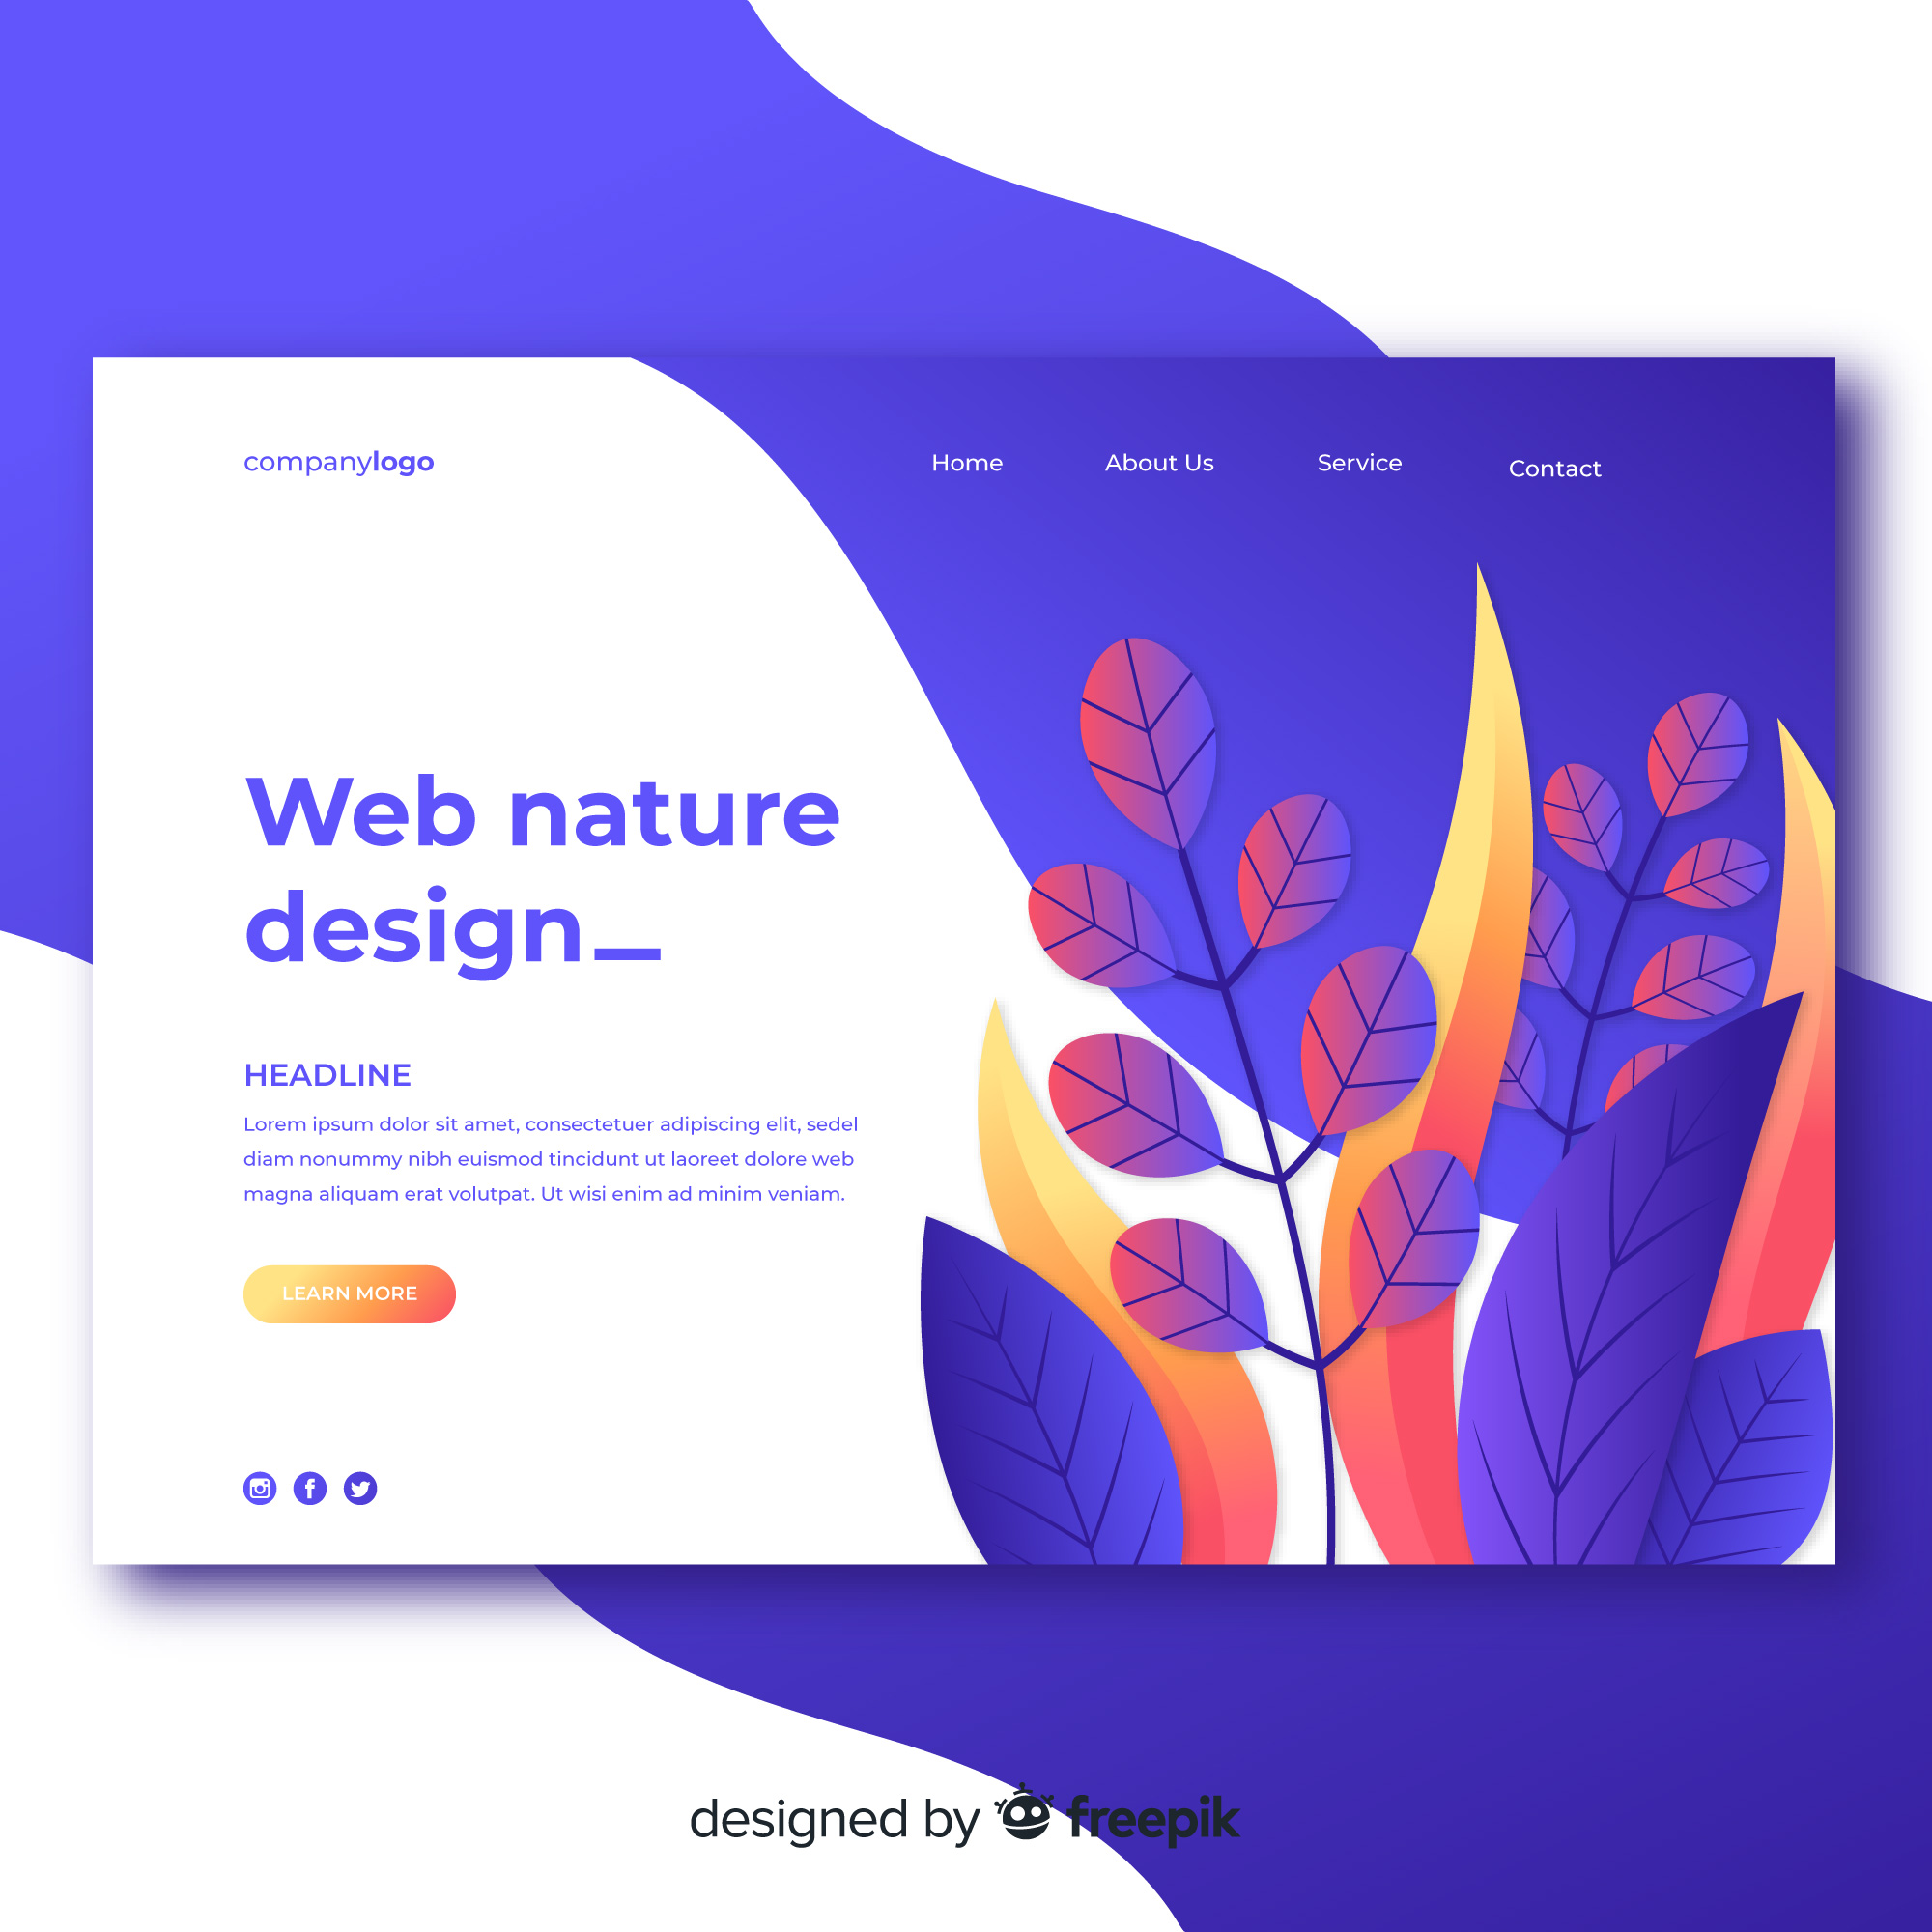 companylogo
Home About Us Service Contact
Web nature
design_
HEADLINE
Lorem ipsum dolor sit amet, consectetuer adipiscing elit, sedel
diam nonummy nibh euismod tincidunt ut laoreet dolore web
magna aliquam erat volutpat. Ut wisi enim ad minim veniam.
LEARN MORE
designed by freepik